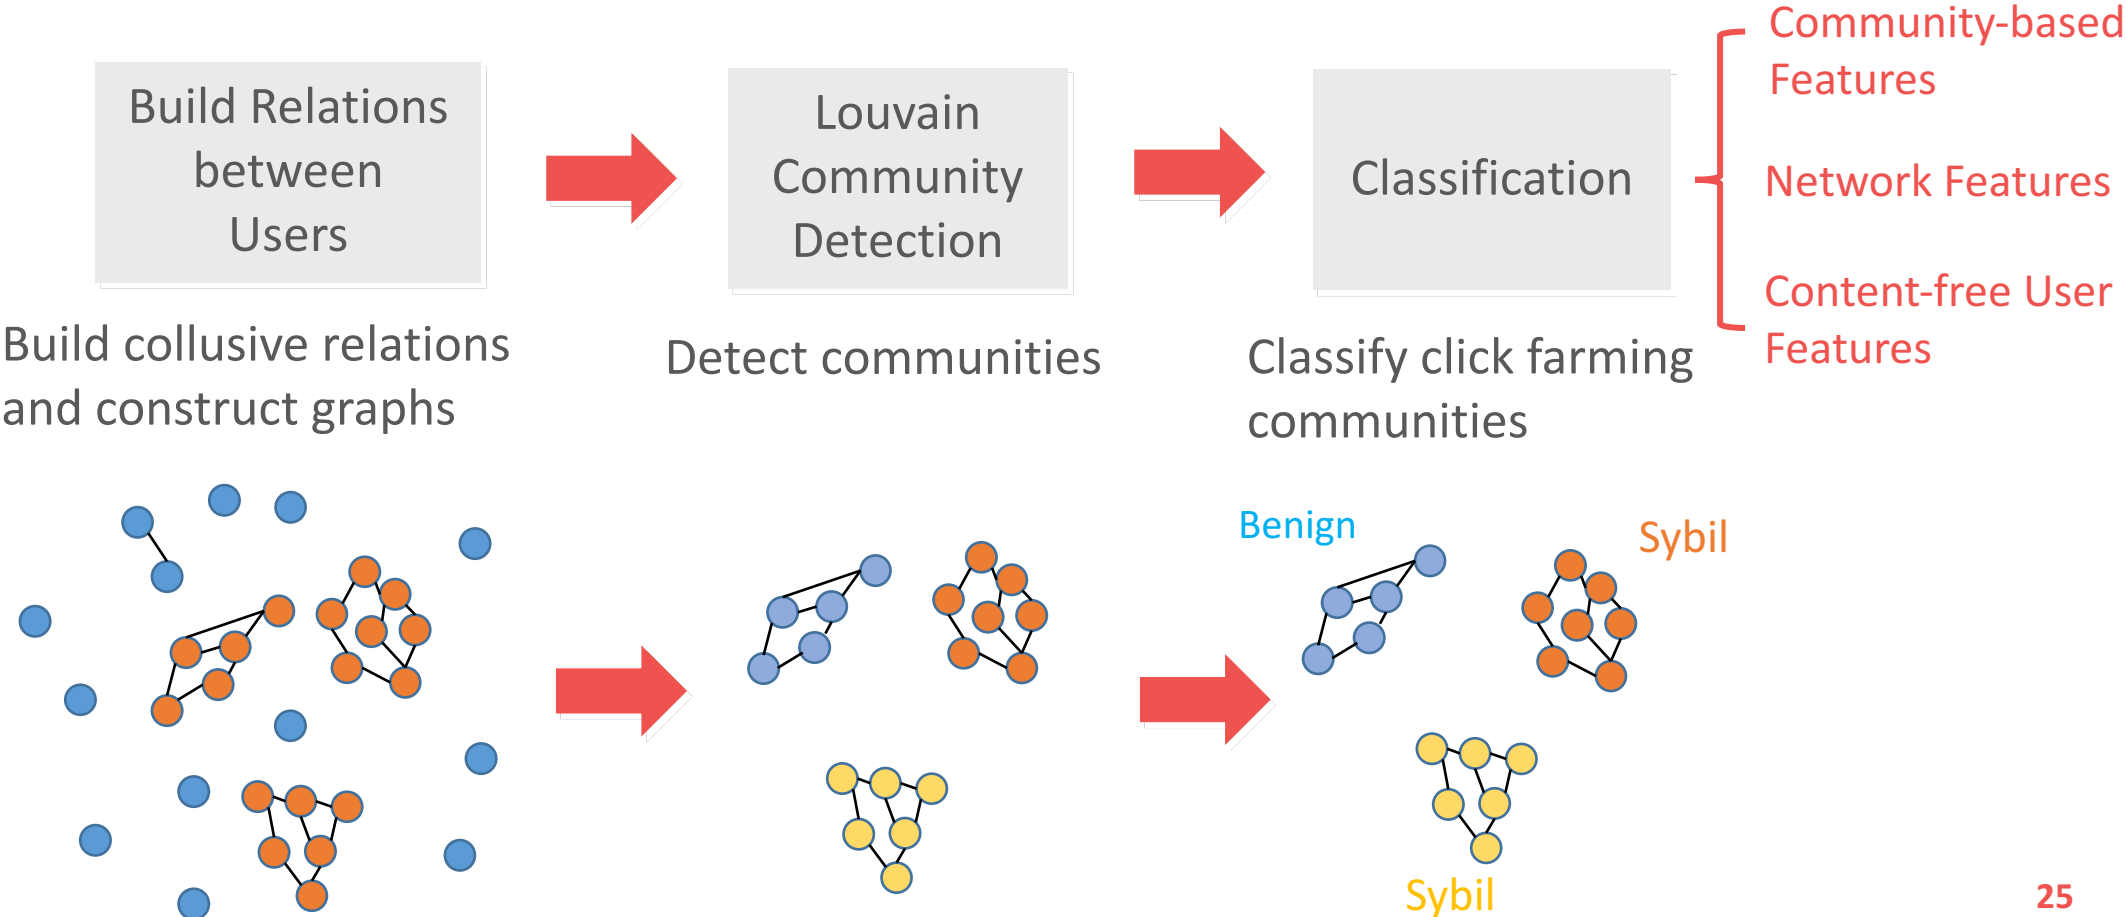 Build Relations
between
Users
Louvain
Community
Detection
Classification
Community-based
Features
Network Features
Content-free User
Features
Build collusive relations
and construct graphs
Detect communities
Classify click farming
communities
Benign
Sybil
Sybil
25